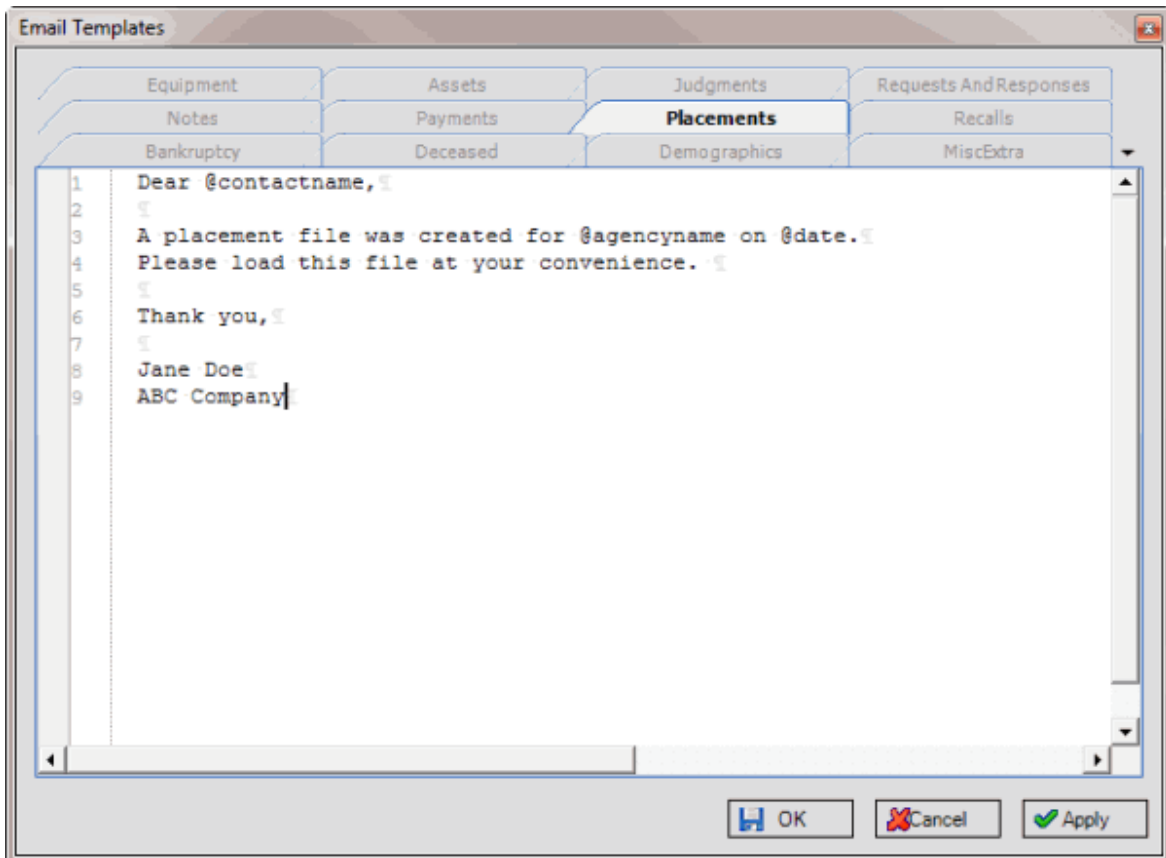 Email Templates
Equipment Assets Judgments Requests And Responses
Notes Payments Placements Recalls
Bankruptcy Deceased Demographics MiscExtra
1 Dear @contactname,¶
2 ¶
3 A placement file was created for @agencyname on @date.¶
4 Please load this file at your convenience. ¶
5 ¶
6 Thank you,¶
7 ¶
8 Jane Doe¶
9 ABC Company¶
OK Cancel Apply